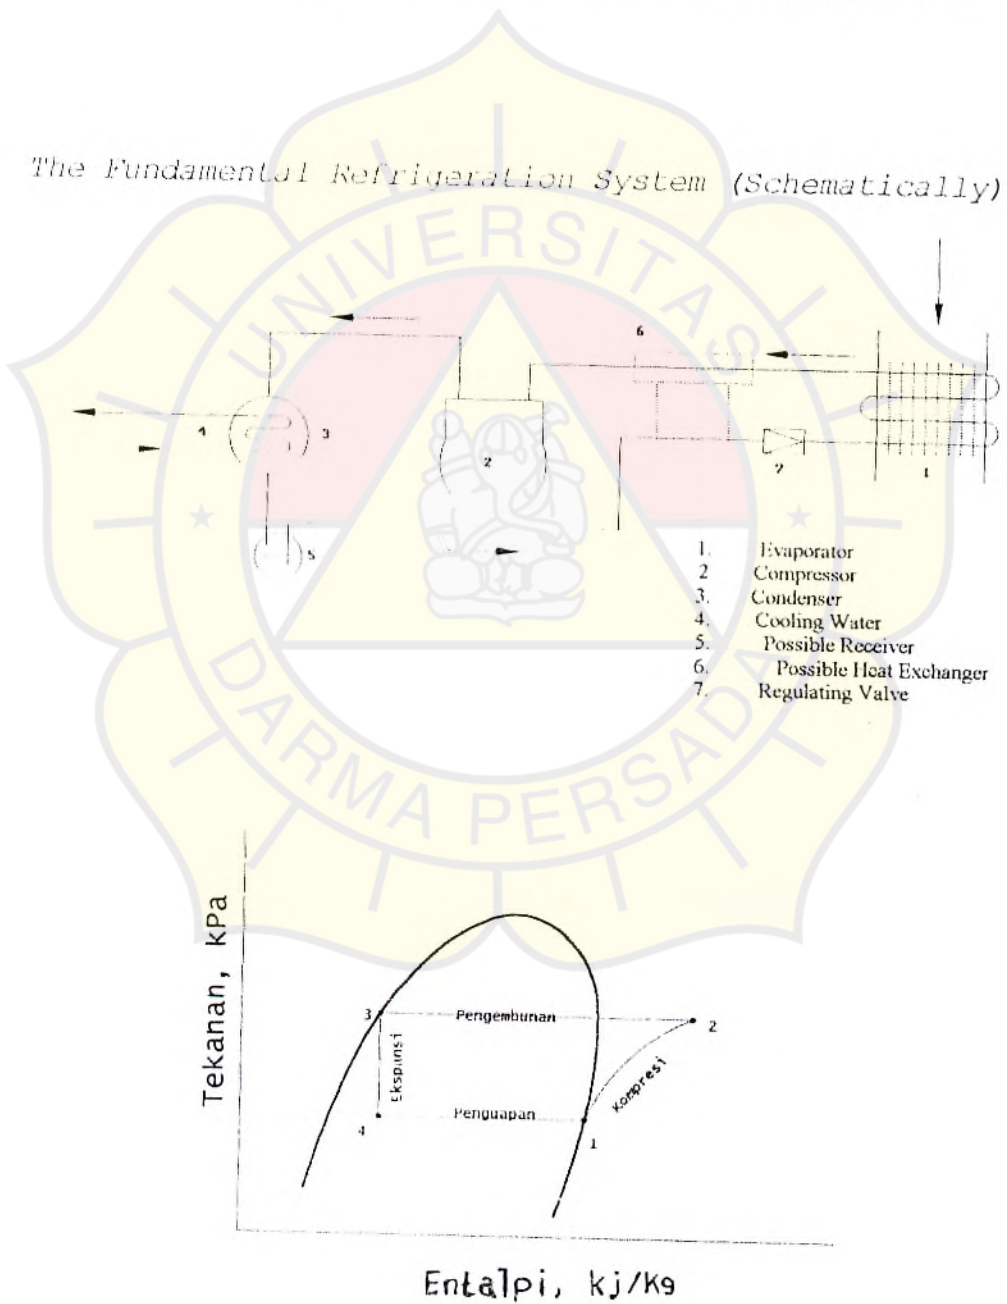 The Fundamental Refrigeration System (Schematically)
UNIVERSITAS
DARMA PERSADA
6
4
3
2
7
1
5
1. Evaporator
2 Compressor
3. Condenser
4. Cooling Water
5. Possible Receiver
6. Possible Heat Exchanger
7. Regulating Valve
Tekanan, kPa
3
Pengembunan
2
Ekspansi
Kompresi
4
Penguapan
1
Entalpi, kj/Kg